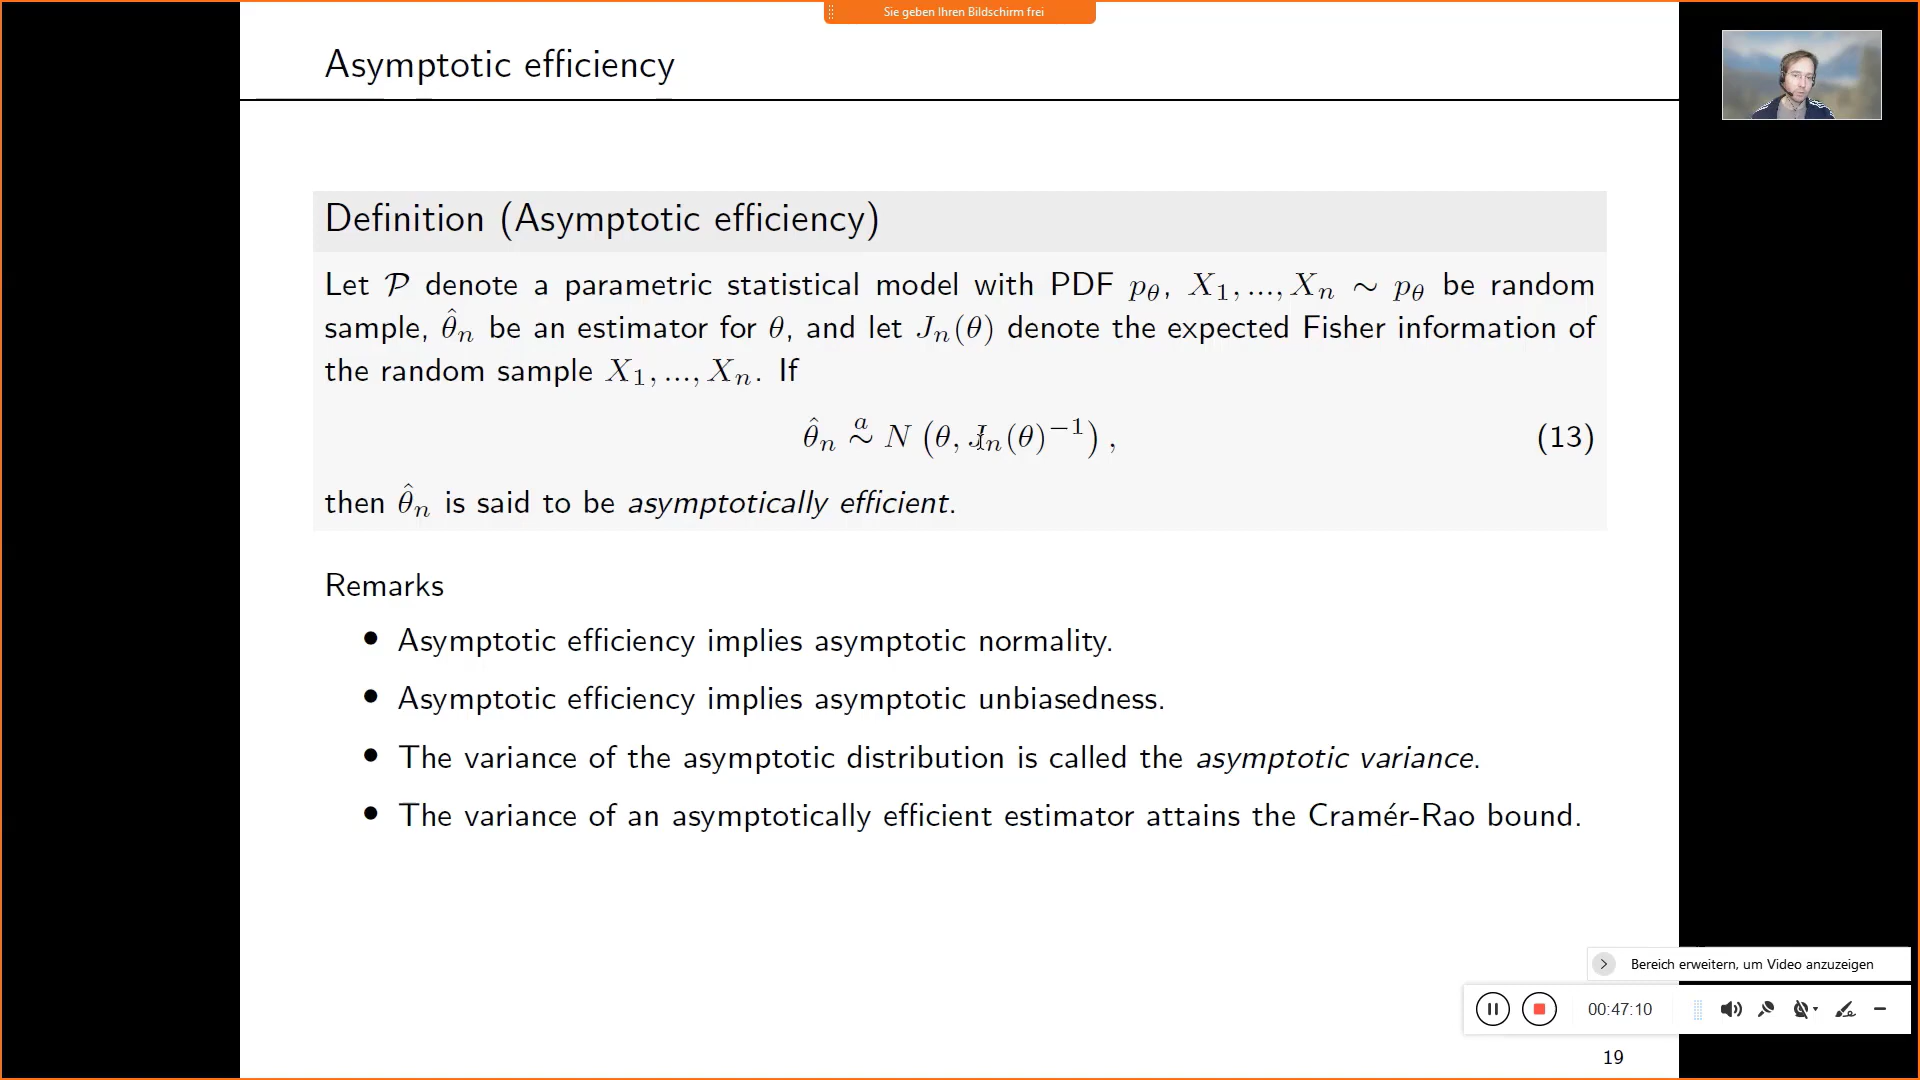 Sie geben Ihren Bildschirm frei
Asymptotic efficiency
Definition (Asymptotic efficiency)
Let 𝒫 denote a parametric statistical model with PDF p_θ, X_1, ..., X_n ∼ p_θ be random
sample, θ̂_n be an estimator for θ, and let J_n(θ) denote the expected Fisher information of
the random sample X_1, ..., X_n. If
θ̂_n ∼^a N (θ, J_n(θ)^{−1}) , (13)
then θ̂_n is said to be asymptotically efficient.
Remarks
• Asymptotic efficiency implies asymptotic normality.
• Asymptotic efficiency implies asymptotic unbiasedness.
• The variance of the asymptotic distribution is called the asymptotic variance.
• The variance of an asymptotically efficient estimator attains the Cramér-Rao bound.
Bereich erweitern, um Video anzuzeigen
00:47:10
19